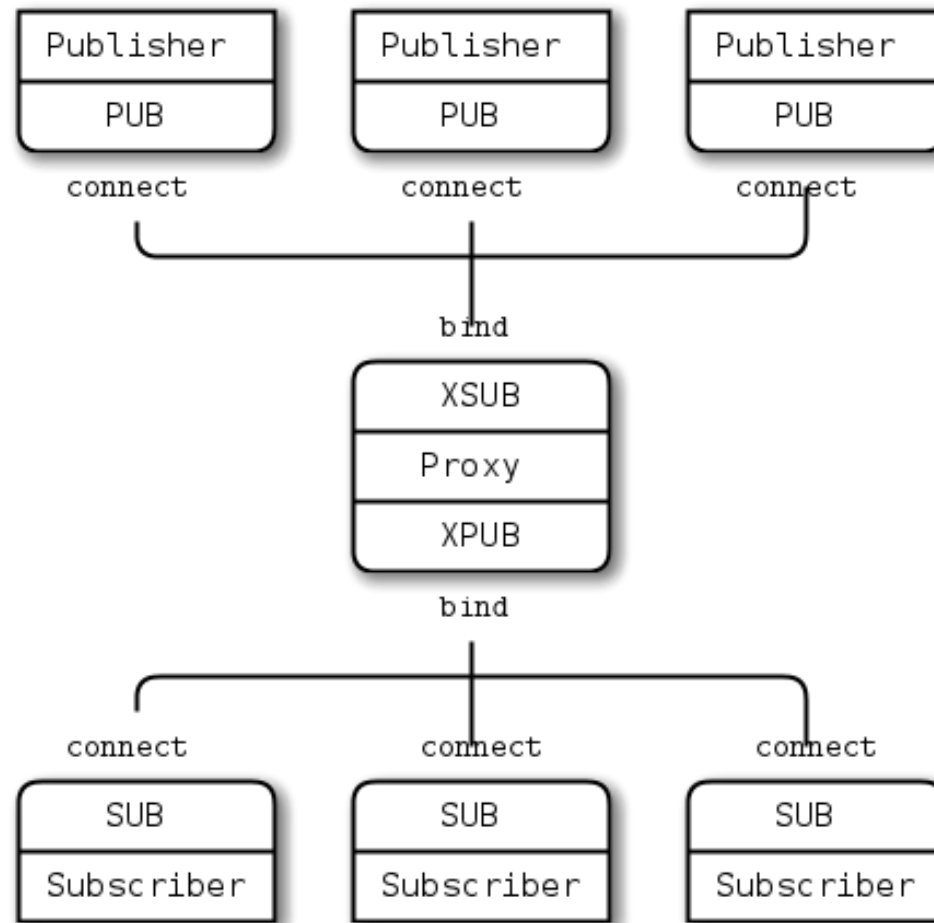 Publisher Publisher Publisher
PUB PUB PUB
connect connect connect
bind
XSUB
Proxy
XPUB
bind
connect connect connect
SUB SUB SUB
Subscriber Subscriber Subscriber